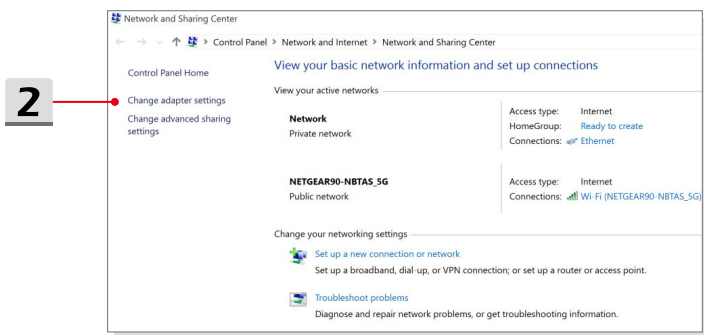 Network and Sharing Center
Control Panel > Network and Internet > Network and Sharing Center
Control Panel Home
Change adapter settings
Change advanced sharing
settings
2
View your basic network information and set up connections
View your active networks
Network
Private network
Access type: Internet
HomeGroup: Ready to create
Connections: Ethernet
NETGEAR90-NBTAS_5G
Public network
Access type: Internet
Connections: Wi-Fi (NETGEAR90-NBTAS_5G)
Change your networking settings
Set up a new connection or network
Set up a broadband, dial-up, or VPN connection; or set up a router or access point.
Troubleshoot problems
Diagnose and repair network problems, or get troubleshooting information.